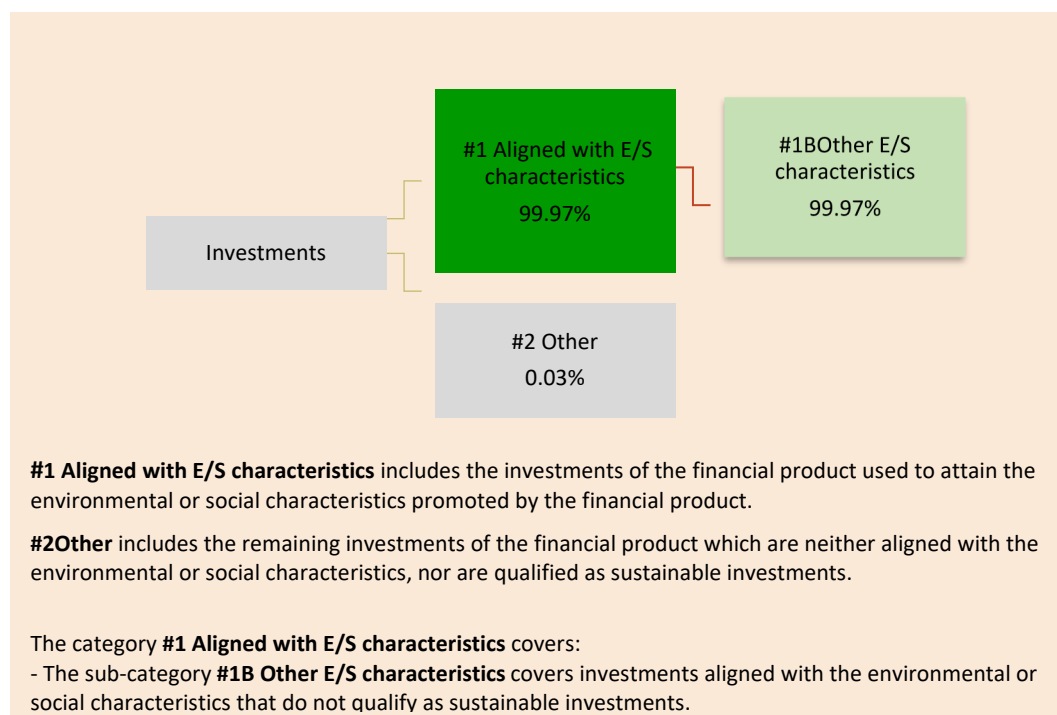 #1 Aligned with E/S
characteristics
99.97%
#1BOther E/S
characteristics
99.97%
Investments
#2 Other
0.03%
#1 Aligned with E/S characteristics includes the investments of the financial product used to attain the
environmental or social characteristics promoted by the financial product.
#2Other includes the remaining investments of the financial product which are neither aligned with the
environmental or social characteristics, nor are qualified as sustainable investments.
The category #1 Aligned with E/S characteristics covers:
- The sub-category #1B Other E/S characteristics covers investments aligned with the environmental or
social characteristics that do not qualify as sustainable investments.